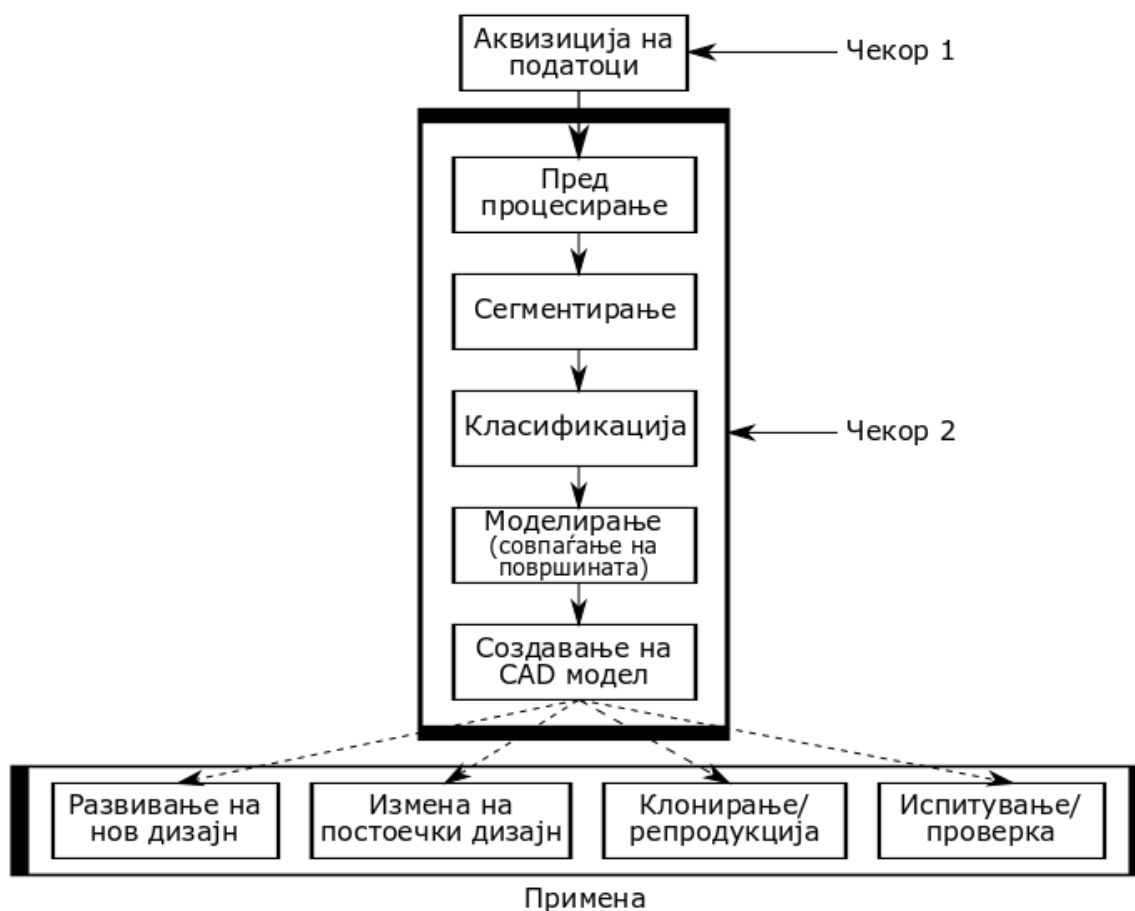 Аквизиција на
податоци
Чекор 1
Пред
процесирање
Сегментирање
Класификација
Чекор 2
Моделирање
(совпаѓање на
површината)
Создавање на
CAD модел
Развивање на
нов дизајн
Измена на
постоечки дизајн
Клонирање/
репродукција
Испитување/
проверка
Примена